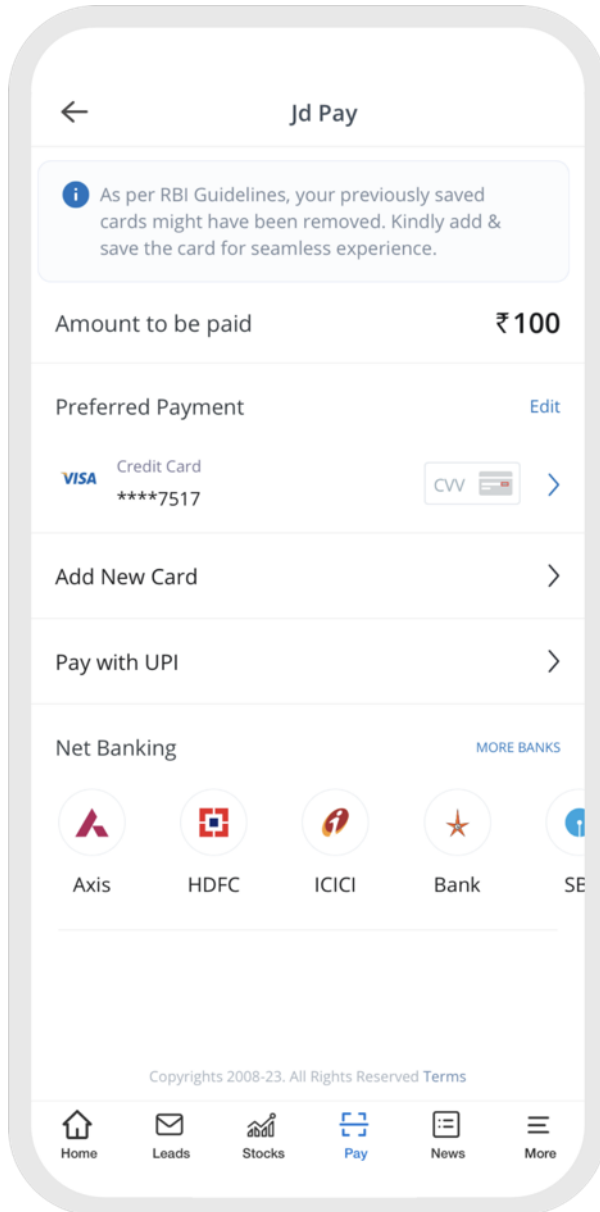 Jd Pay
As per RBI Guidelines, your previously saved
cards might have been removed. Kindly add &
save the card for seamless experience.
Amount to be paid ₹100
Preferred Payment Edit
VISA Credit Card
****7517 CVV
Add New Card
Pay with UPI
Net Banking MORE BANKS
Axis HDFC ICICI Bank SB
Copyrights 2008-23. All Rights Reserved Terms
Home Leads Stocks Pay News More